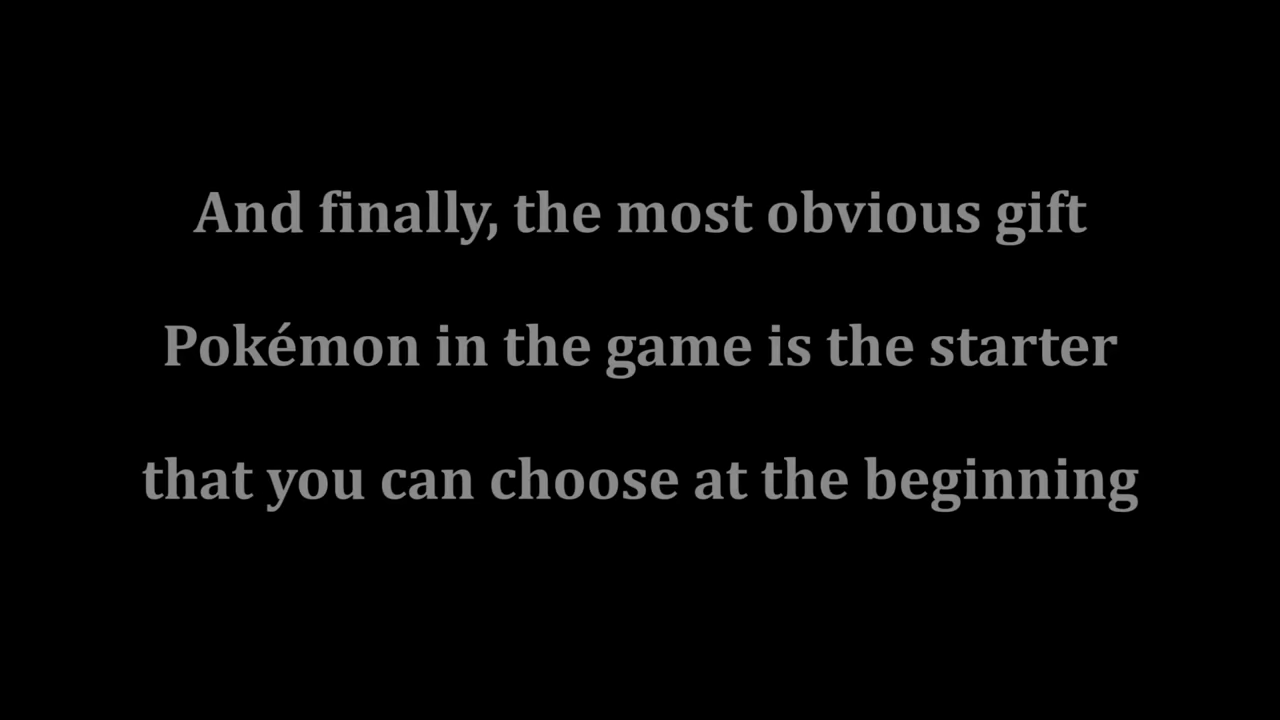 And finally, the most obvious gift
Pokémon in the game is the starter
that you can choose at the beginning